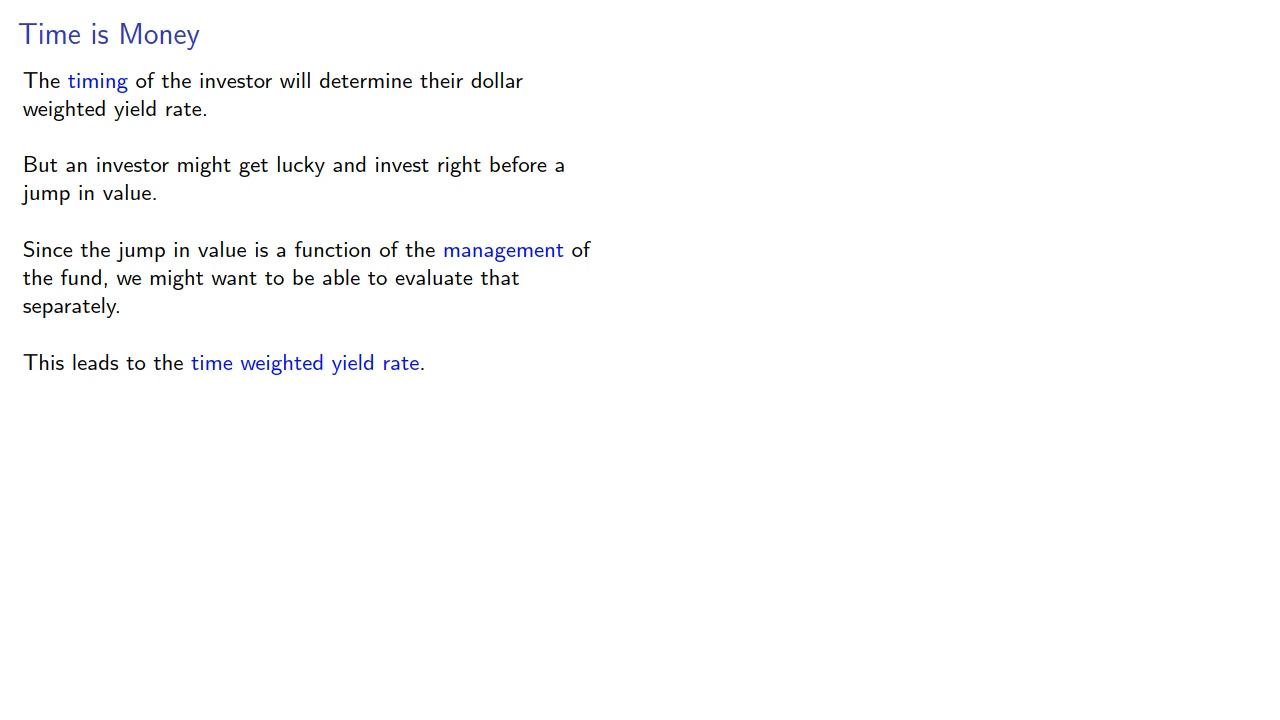 Time is Money
The timing of the investor will determine their dollar
weighted yield rate.
But an investor might get lucky and invest right before a
jump in value.
Since the jump in value is a function of the management of
the fund, we might want to be able to evaluate that
separately.
This leads to the time weighted yield rate.